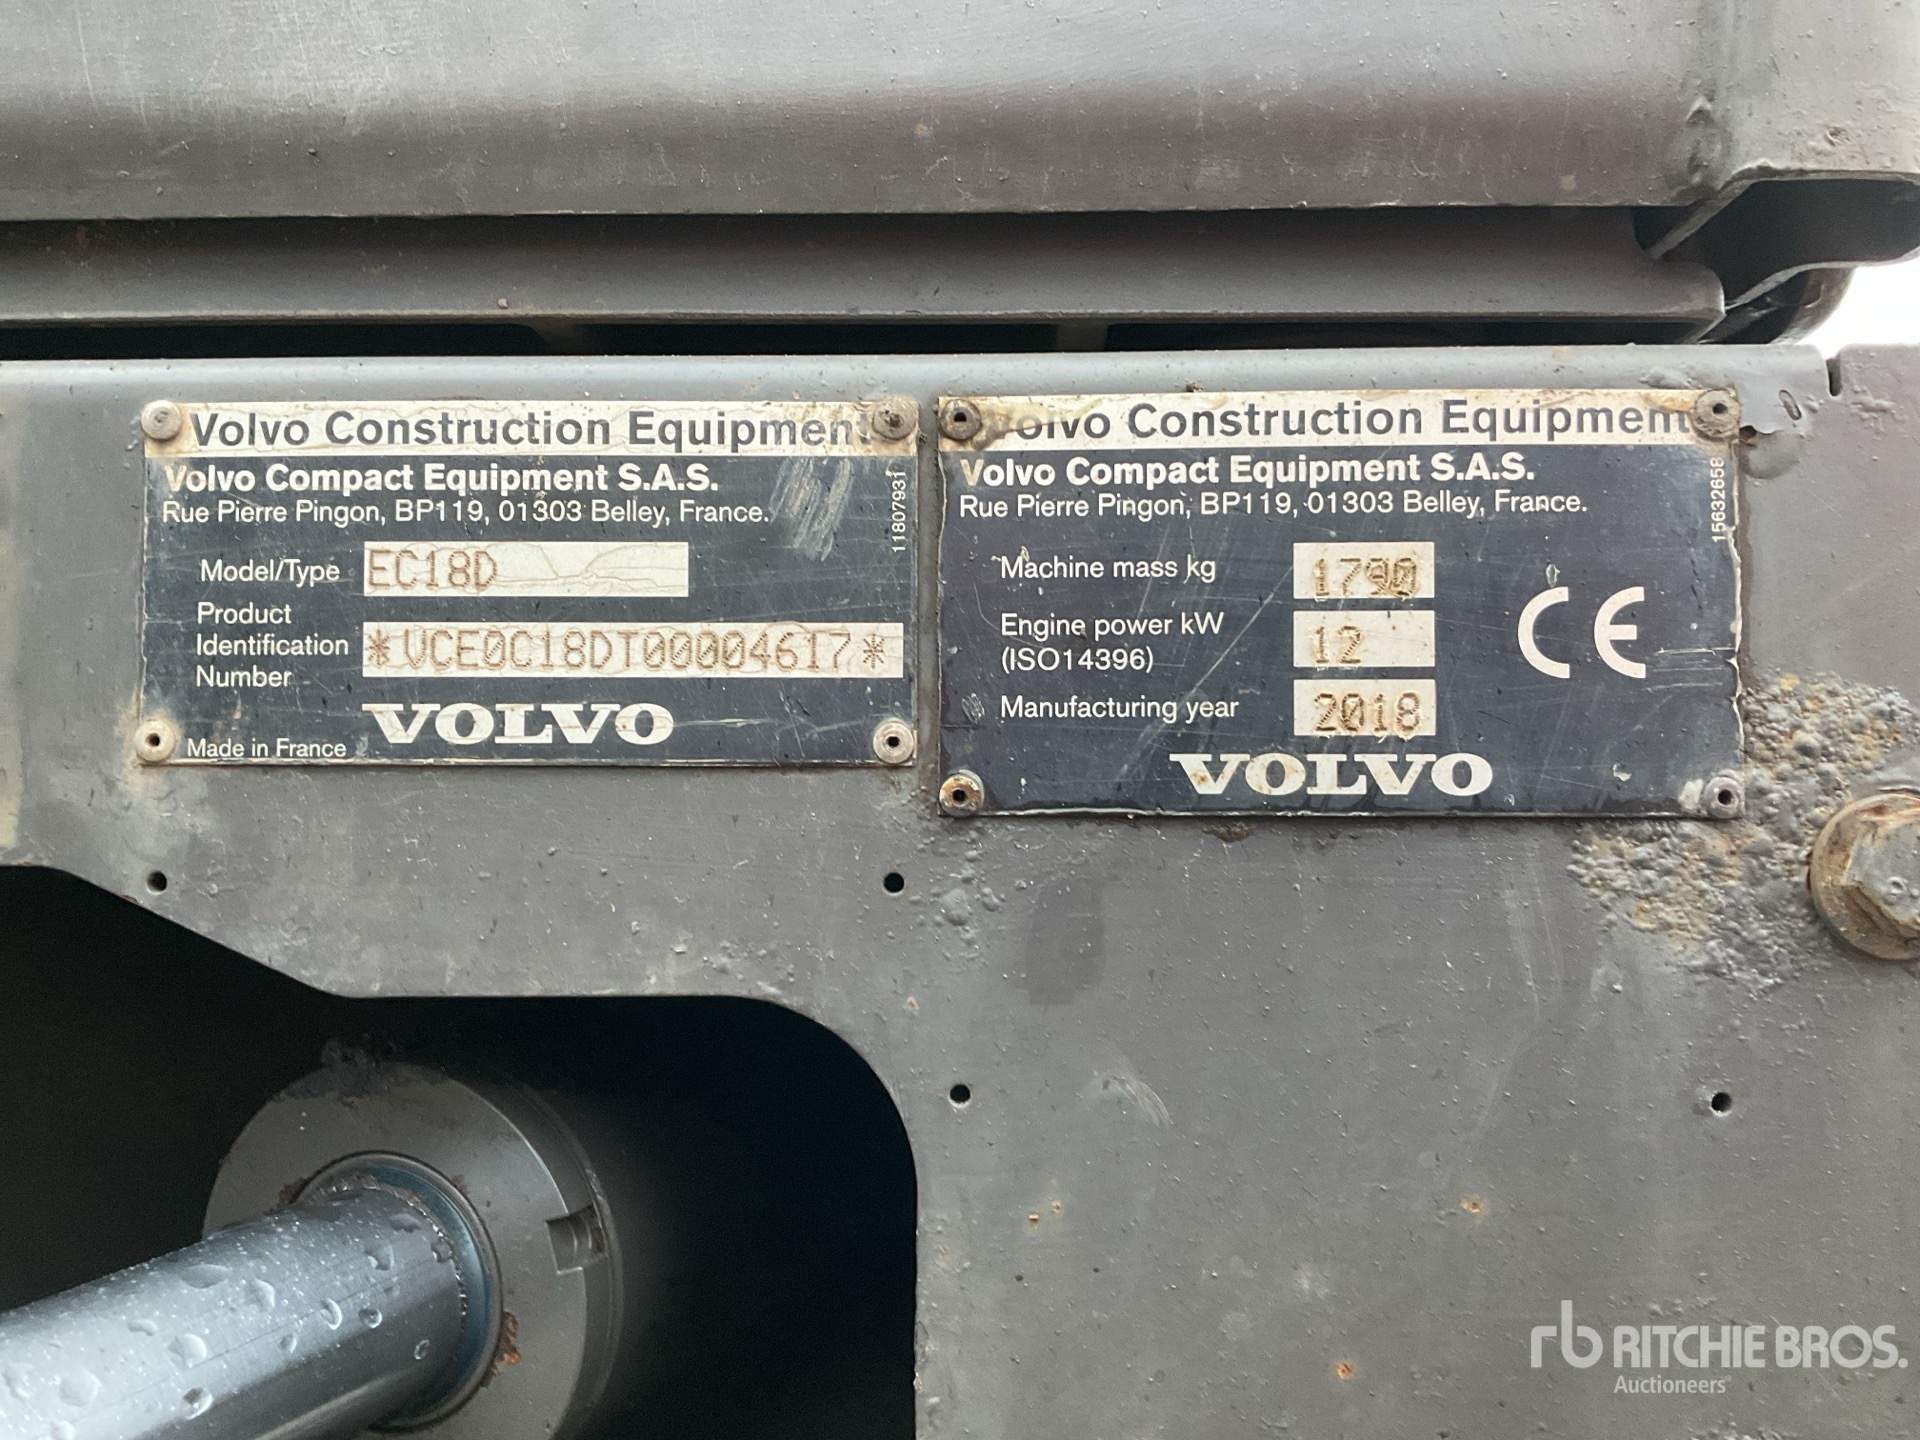 Volvo Construction Equipment
Volvo Compact Equipment S.A.S.
Rue Pierre Pingon, BP119, 01303 Belley, France.
11807931
Model/Type EC18D
Product
Identification
Number
*VCE0C18DT00004617*
VOLVO
Made in France
Volvo Construction Equipment
Volvo Compact Equipment S.A.S.
Rue Pierre Pingon, BP119, 01303 Belley, France.
15632658
Machine mass kg 1790
Engine power kW 12
(ISO14396)
Manufacturing year 2018
CE
VOLVO
rb RITCHIE BROS.
Auctioneers